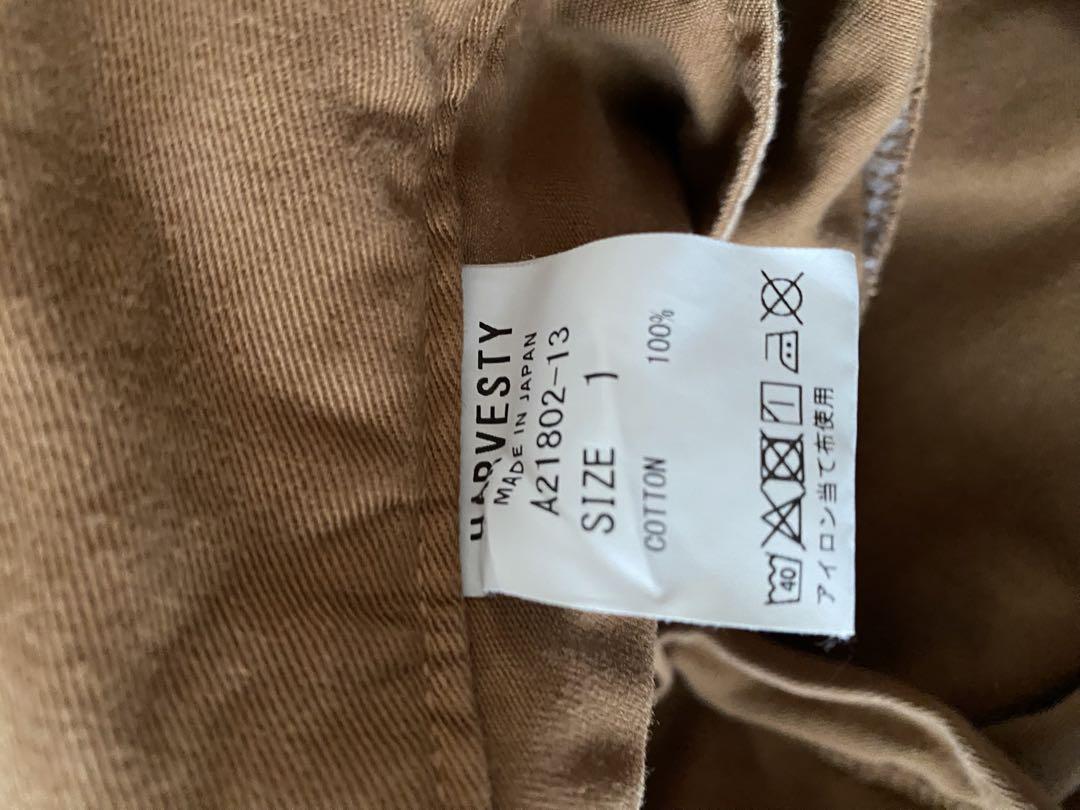 HARVESTY
MADE IN JAPAN
A21802-13
SIZE 1
COTTON 100%
40
アイロン当て布使用